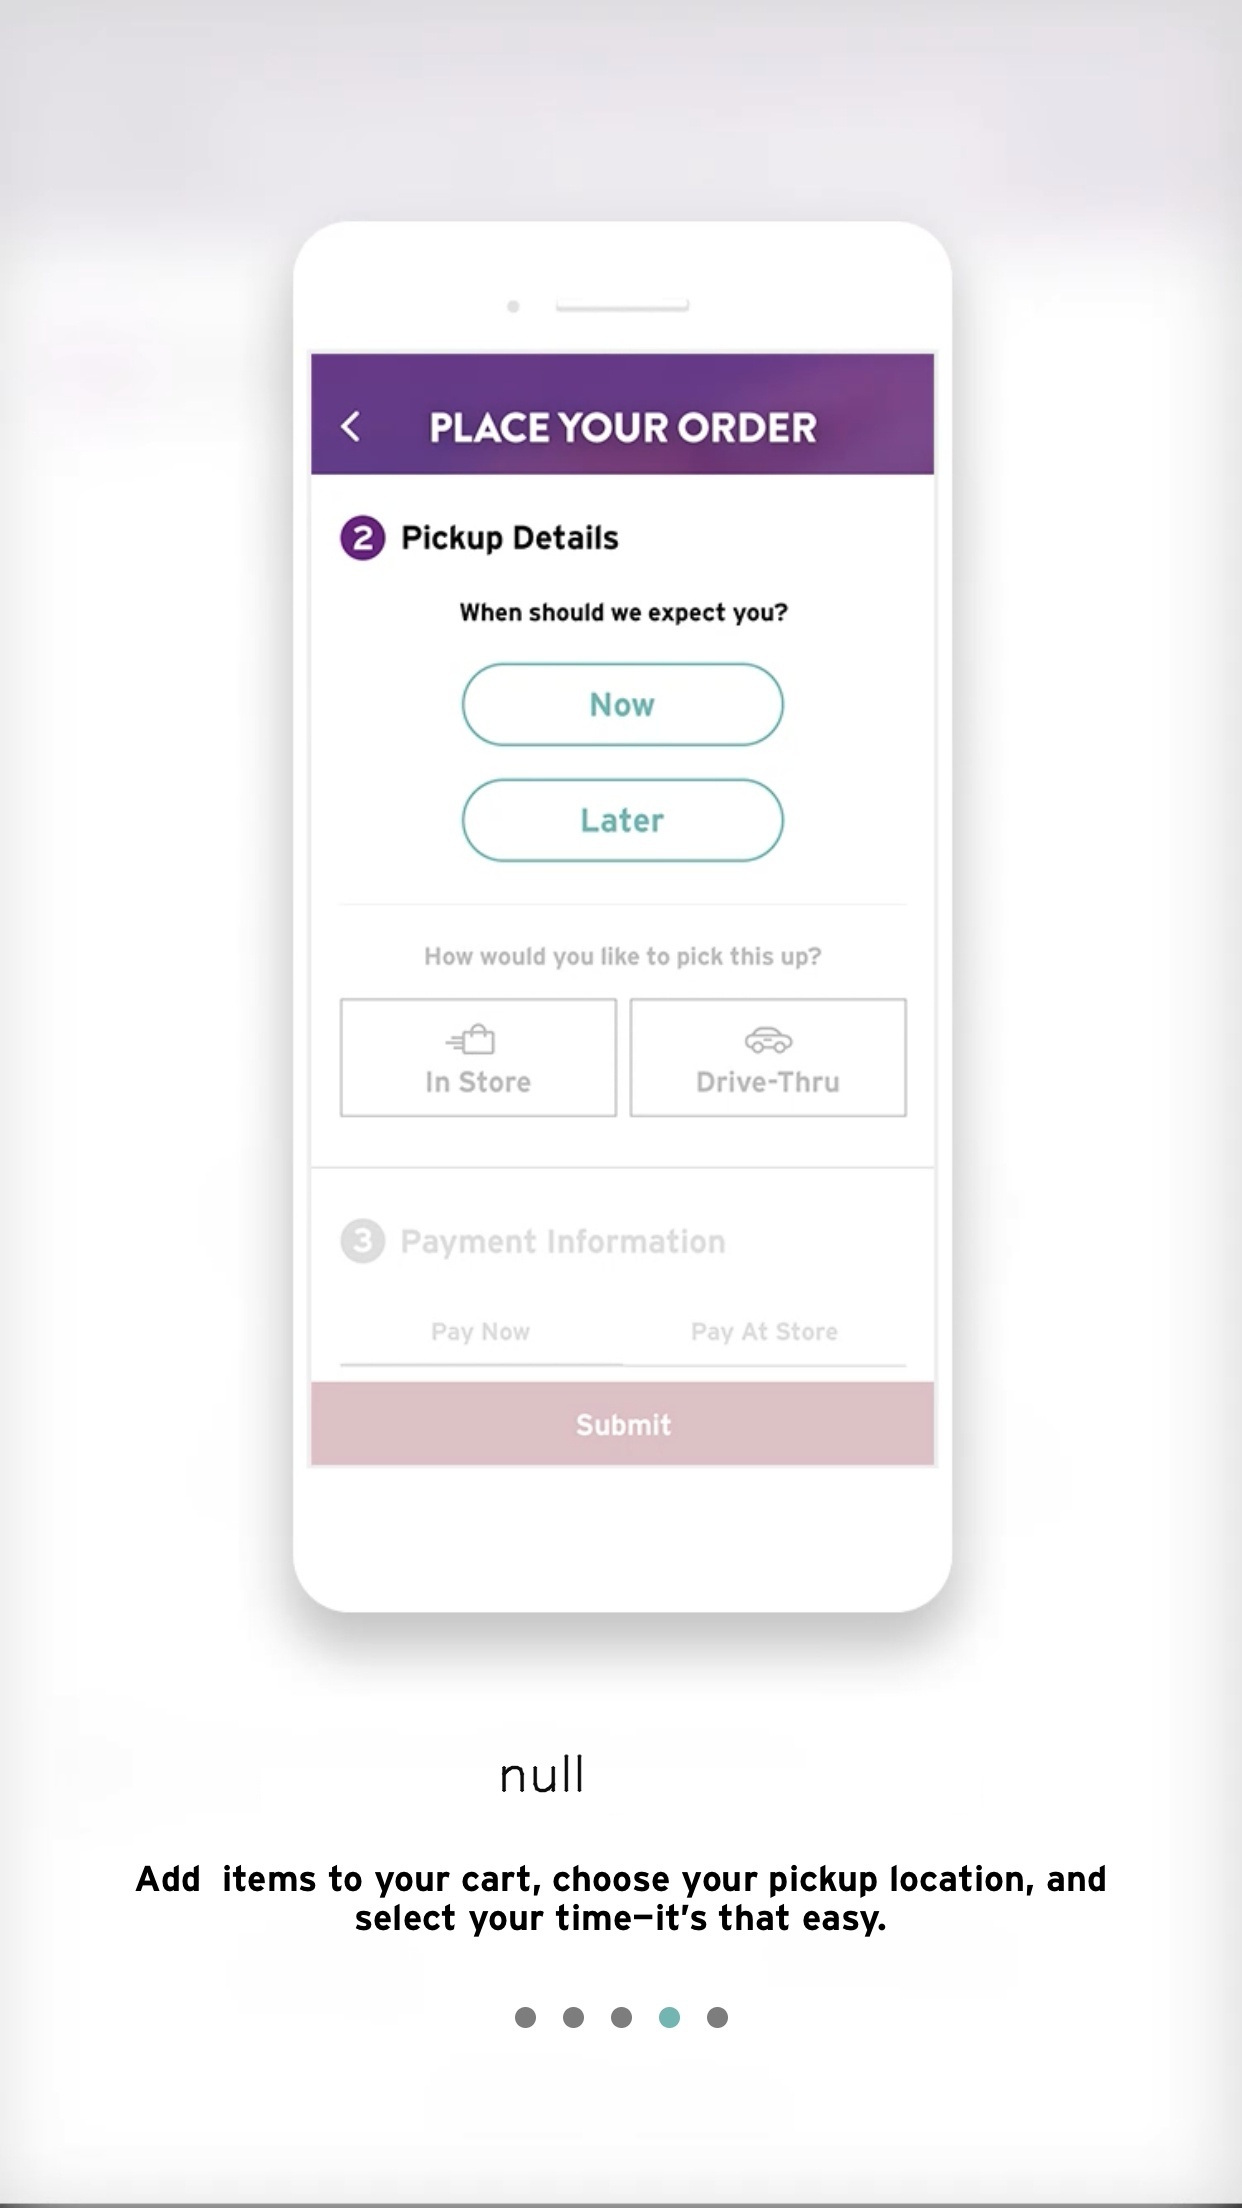 PLACE YOUR ORDER
2 Pickup Details
When should we expect you?
Now
Later
How would you like to pick this up?
In Store Drive-Thru
3 Payment Information
Pay Now Pay At Store
Submit
null
Add  items to your cart, choose your pickup location, and
select your time—it's that easy.